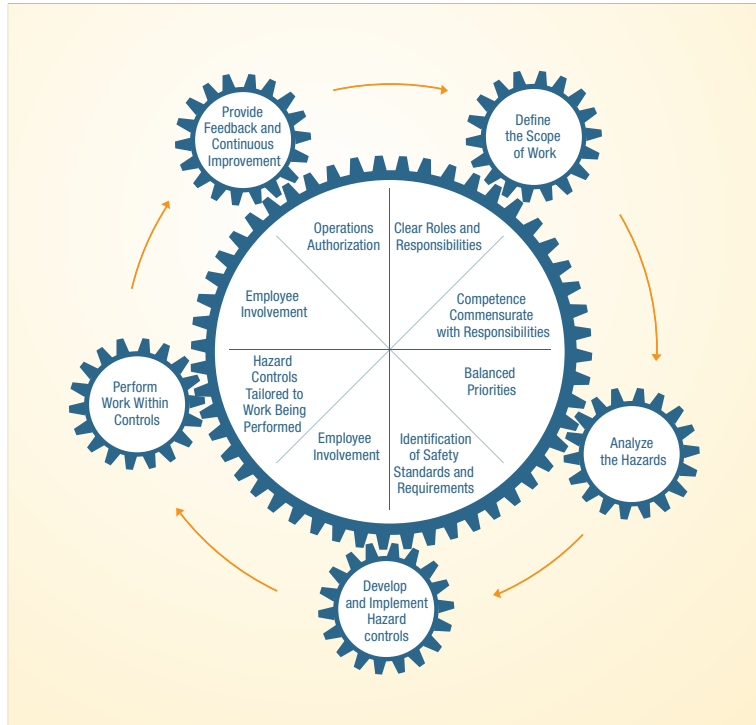 Provide
Feedback and
Continuous
Improvement
Define
the Scope
of Work
Operations
Authorization
Clear Roles and
Responsibilities
Employee
Involvement
Competence
Commensurate
with Responsibilities
Hazard
Controls
Tailored to
Work Being
Performed
Balanced
Priorities
Employee
Involvement
Identification
of Safety
Standards and
Requirements
Perform
Work Within
Controls
Analyze
the Hazards
Develop
and Implement
Hazard
controls